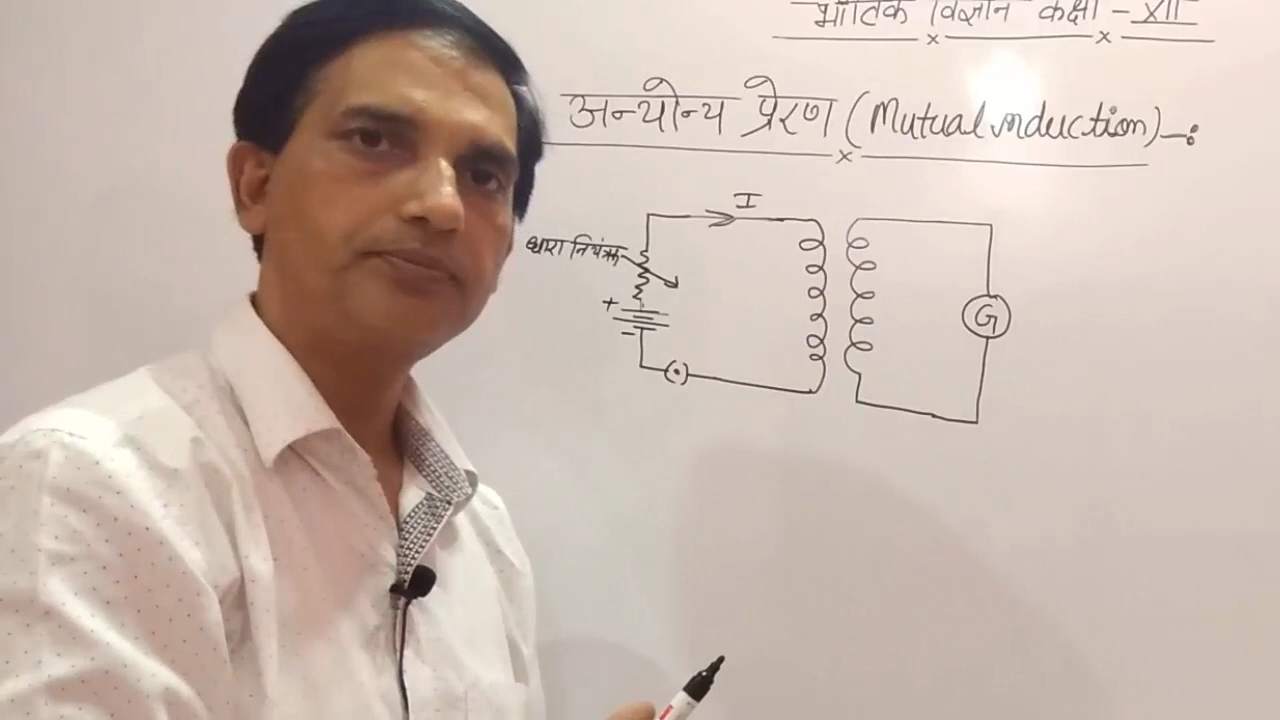 भौतिक विज्ञान कक्षा - XII
अन्योन्य प्रेरण (Mutual induction) -:
I
धारा नियंत्रक
+
-
G